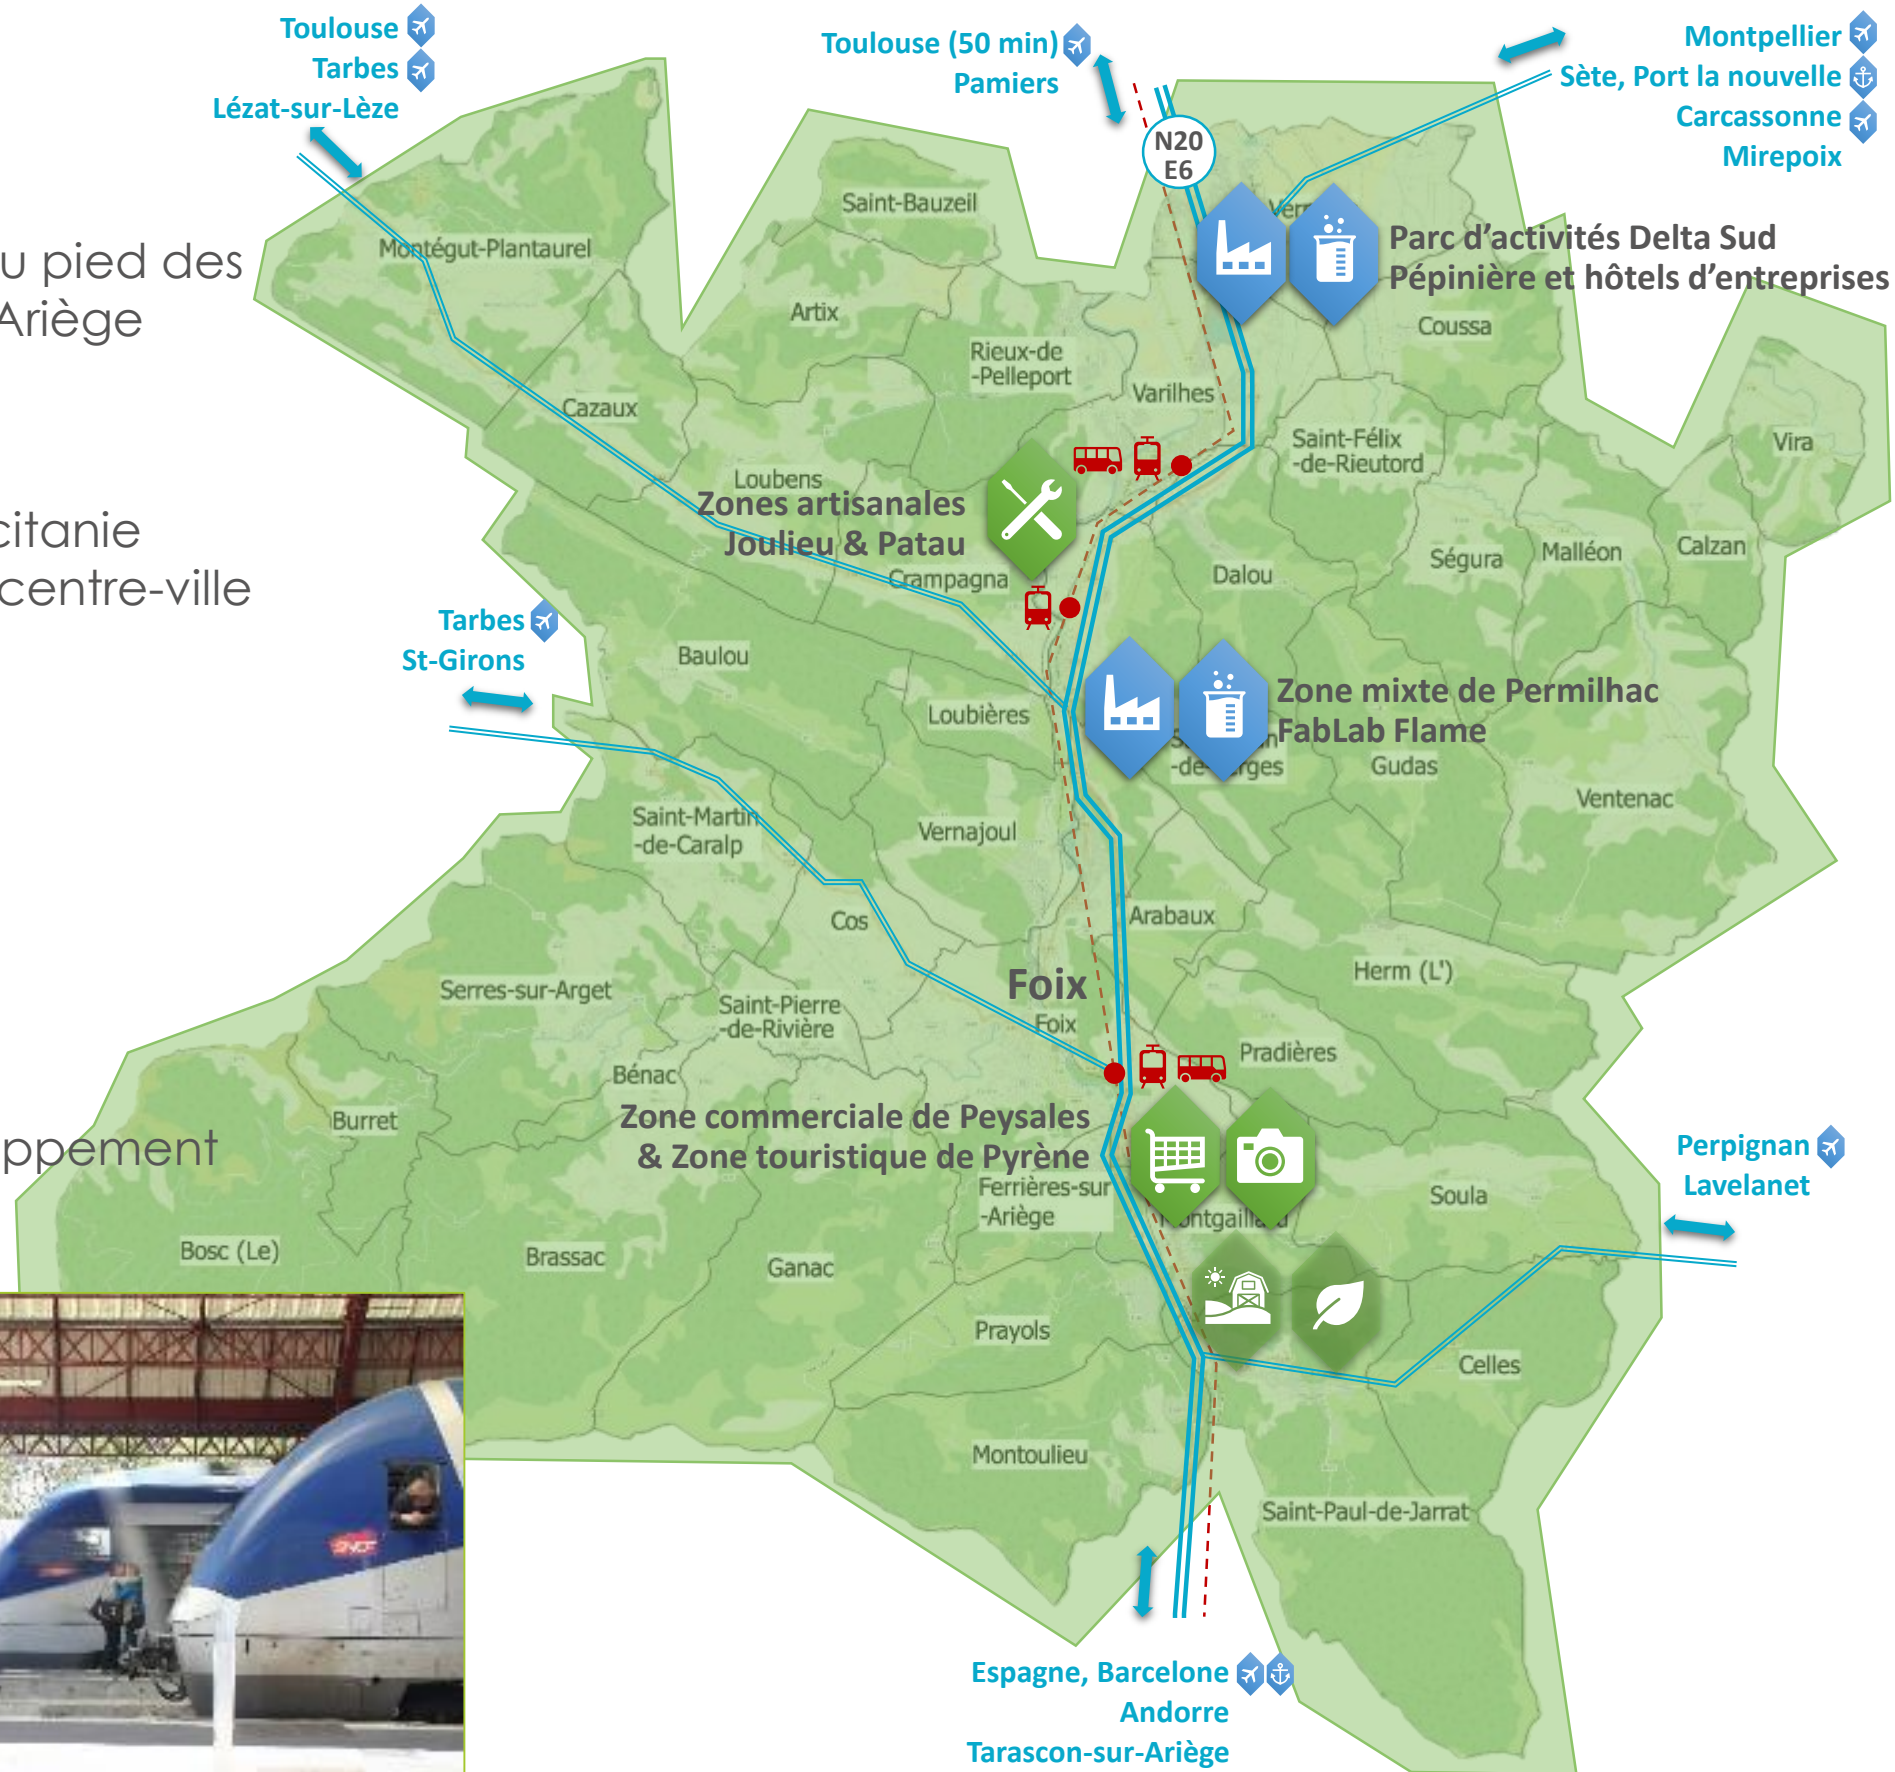 Toulouse
Tarbes
Lézat-sur-Lèze
Toulouse (50 min)
Pamiers
Montpellier
Sète, Port la nouvelle
Carcassonne
Mirepoix
N20
E6
Saint-Bauzeil
Montégut-Plantaurel
Parc d'activités Delta Sud
Pépinière et hôtels d'entreprises
u pied des
Ariège
Artix
Coussa
Rieux-de
-Pelleport
Varilhes
Cazaux
Saint-Félix
-de-Rieutord
Vira
Loubens
Zones artisanales
Joulieu & Patau
citanie
centre-ville
Crampagna
Dalou
Ségura
Malléon
Calzan
Tarbes
St-Girons
Baulou
Loubières
Zone mixte de Permilhac
FabLab Flame
Gudas
Ventenac
Saint-Martin
-de-Caralp
Vernajoul
Cos
Arabaux
Herm (L')
Serres-sur-Arget
Saint-Pierre
-de-Rivière
Foix
Foix
Pradières
Bénac
Burret
Zone commerciale de Peysales
& Zone touristique de Pyrène
ppement
Ferrières-sur
-Ariège
Soula
Perpignan
Lavelanet
Bosc (Le)
Brassac
Ganac
Prayols
Celles
Montoulieu
Saint-Paul-de-Jarrat
SNCF
Espagne, Barcelone
Andorre
Tarascon-sur-Ariège